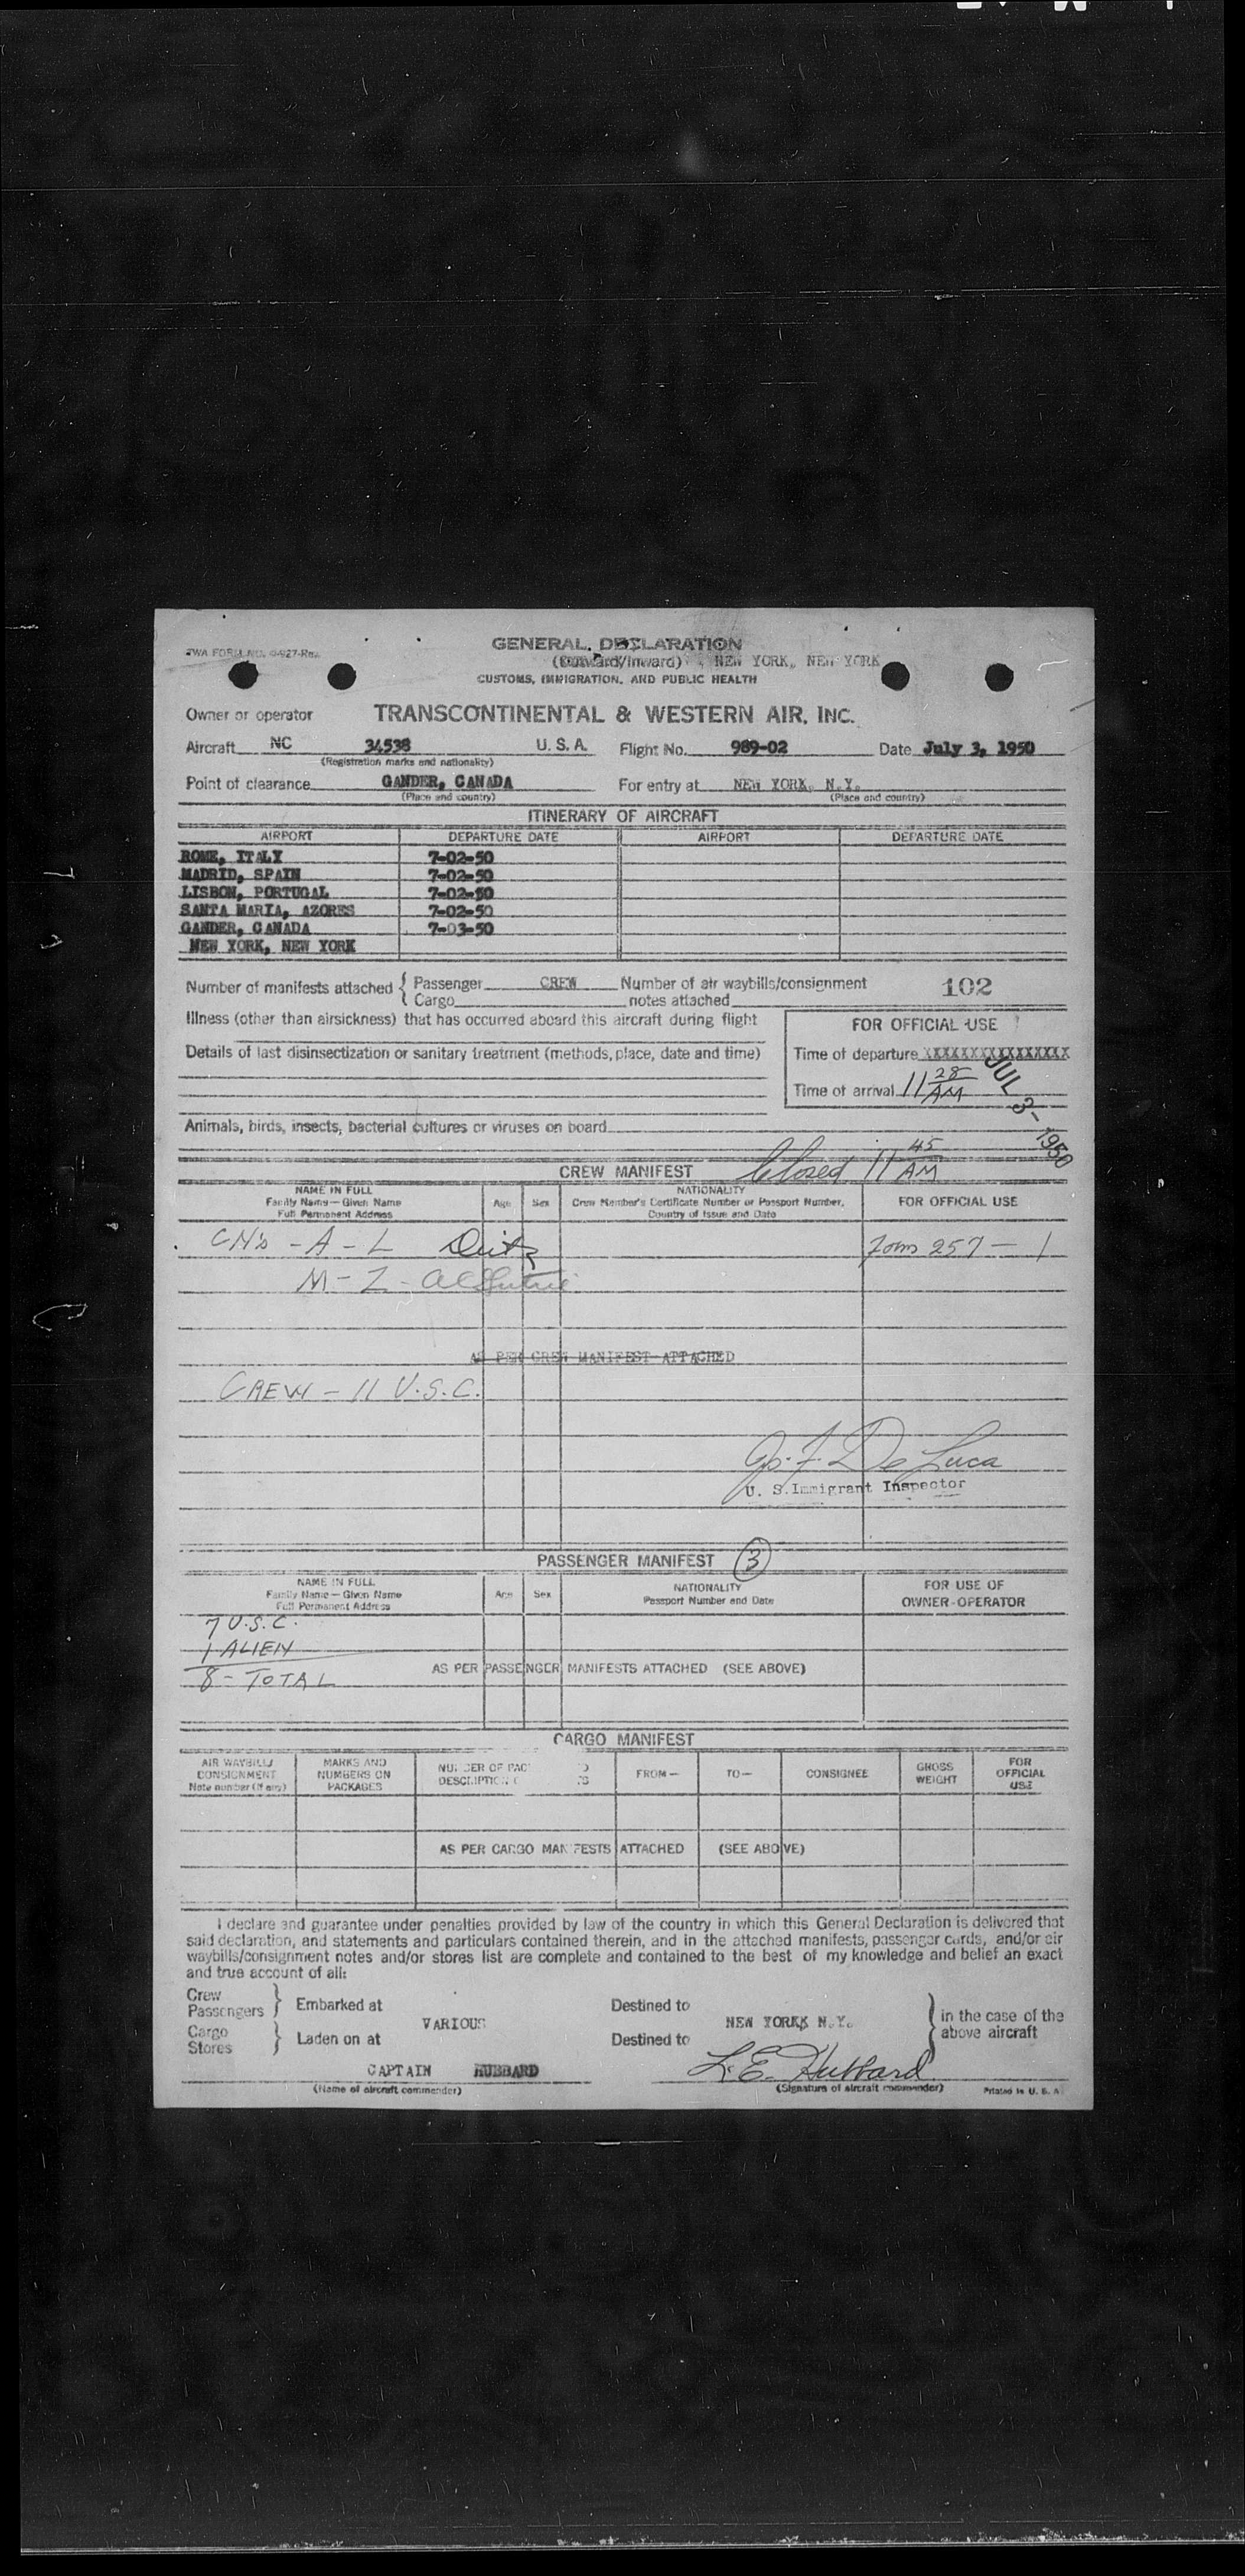 TWA FORM NO. -927-Re
GENERAL DECLARATION
(Outward/Inward) NEW YORK, NEW YORK
CUSTOMS, IMMIGRATION, AND PUBLIC HEALTH
Owner or operator TRANSCONTINENTAL & WESTERN AIR, INC.
Aircraft NC 34538 U.S.A. Flight No. 989-02 Date July 3, 1950
(Registration marks and nationality)
Point of clearance GANDER, CANADA For entry at NEW YORK, N.Y.
(Place and country) (Place and country)
ITINERARY OF AIRCRAFT
AIRPORT DEPARTURE DATE AIRPORT DEPARTURE DATE
ROME, ITALY 7-02-50
MADRID, SPAIN 7-02-50
LISBON, PORTUGAL 7-02-50
SANTA MARIA, AZORES 7-02-50
GANDER, CANADA 7-03-50
NEW YORK, NEW YORK
Number of manifests attached { Passenger CREW Number of air waybills/consignment 102
Cargo notes attached
Illness (other than airsickness) that has occurred aboard this aircraft during flight
FOR OFFICIAL USE
Details of last disinsectization or sanitary treatment (methods, place, date and time)
Time of departure XXXXXXXXXXXXXXXX
Time of arrival 11 28 AM
JUL 3- 1950
Animals, birds, insects, bacterial cultures or viruses on board
Closed 11 45 AM
CREW MANIFEST
NAME IN FULL
Family Name—Given Name
Full Permanent Address
Age Sex
NATIONALITY
Crew Member's Certificate Number or Passport Number,
Country of Issue and Date
FOR OFFICIAL USE
CH's - A - L Deitz Form 257 - 1
M - Z -
AS PER CREW MANIFEST ATTACHED
CREW - 11 U.S.C.
De Luca
U. S. Immigrant Inspector
PASSENGER MANIFEST 3
NAME IN FULL
Family Name—Given Name
Full Permanent Address
Age Sex
NATIONALITY
Passport Number and Date
FOR USE OF
OWNER-OPERATOR
7 U.S.C.
1 ALIEN
8 - TOTAL
AS PER PASSENGER MANIFESTS ATTACHED (SEE ABOVE)
CARGO MANIFEST
AIR WAYBILL/
CONSIGNMENT
Note number (if any)
MARKS AND
NUMBERS ON
PACKAGES
NUMBER OF PAC
DESCRIPTION
FROM—
TO—
CONSIGNEE
GROSS
WEIGHT
FOR
OFFICIAL
USE
AS PER CARGO MANIFESTS ATTACHED (SEE ABOVE)
I declare and guarantee under penalties provided by law of the country in which this General Declaration is delivered that
said declaration, and statements and particulars contained therein, and in the attached manifests, passenger cards, and/or air
waybills/consignment notes and/or stores list are complete and contained to the best of my knowledge and belief an exact
and true account of all:
Crew
Passengers } Embarked at Destined to
VARIOUS NEW YORK, N.Y. in the case of the
above aircraft
Cargo
Stores } Laden on at Destined to
CAPTAIN HUBBARD L.E. Hubbard
(Name of aircraft commender) (Signature of aircraft commander) Printed in U. S. A.